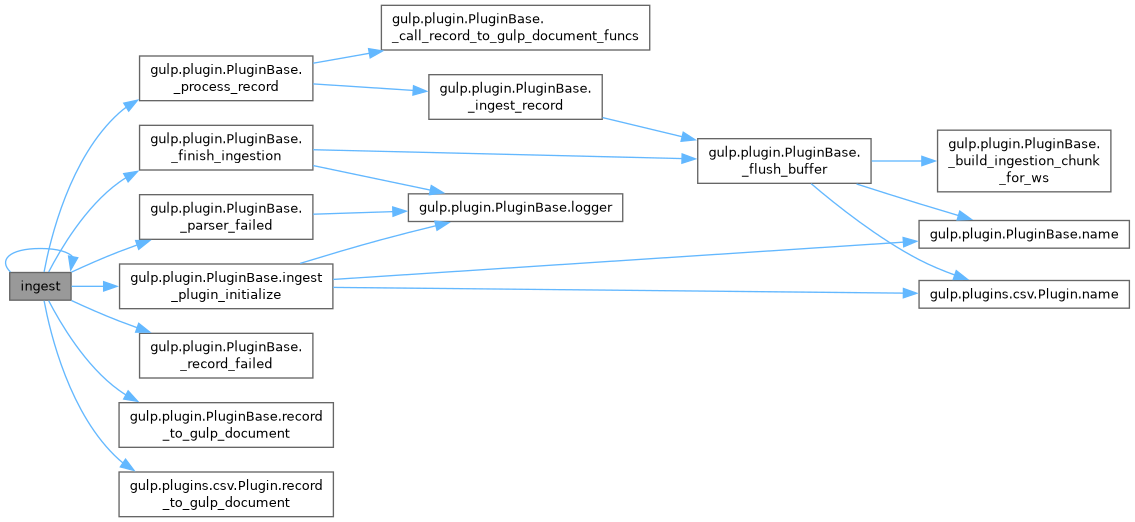 gulp.plugin.PluginBase.
_call_record_to_gulp_document_funcs
gulp.plugin.PluginBase.
_process_record
gulp.plugin.PluginBase.
_ingest_record
gulp.plugin.PluginBase.
_finish_ingestion
gulp.plugin.PluginBase.
_flush_buffer
gulp.plugin.PluginBase.
_build_ingestion_chunk
_for_ws
gulp.plugin.PluginBase.
_parser_failed
gulp.plugin.PluginBase.logger
gulp.plugin.PluginBase.name
ingest
gulp.plugin.PluginBase.ingest
_plugin_initialize
gulp.plugins.csv.Plugin.name
gulp.plugin.PluginBase.
_record_failed
gulp.plugin.PluginBase.record
_to_gulp_document
gulp.plugins.csv.Plugin.record
_to_gulp_document